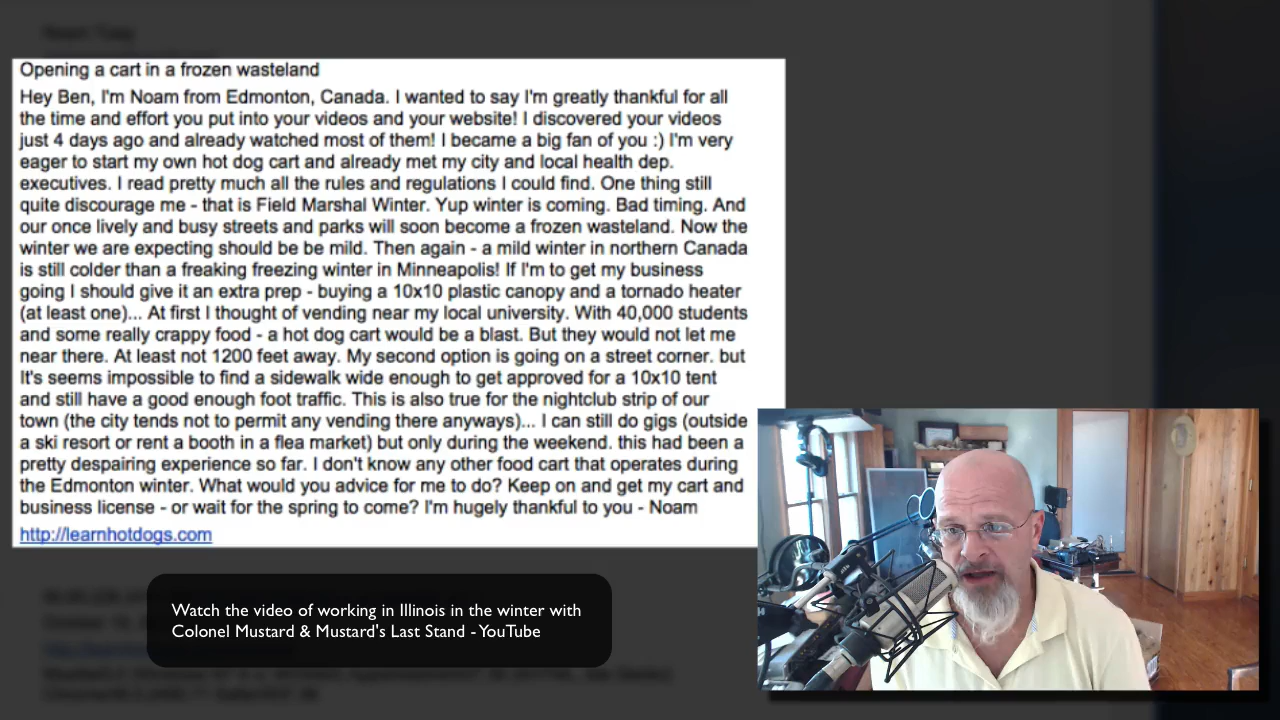 Opening a cart in a frozen wasteland
Hey Ben, I'm Noam from Edmonton, Canada. I wanted to say I'm greatly thankful for all
the time and effort you put into your videos and your website! I discovered your videos
just 4 days ago and already watched most of them! I became a big fan of you :) I'm very
eager to start my own hot dog cart and already met my city and local health dep.
executives. I read pretty much all the rules and regulations I could find. One thing still
quite discourage me - that is Field Marshal Winter. Yup winter is coming. Bad timing. And
our once lively and busy streets and parks will soon become a frozen wasteland. Now the
winter we are expecting should be be mild. Then again - a mild winter in northern Canada
is still colder than a freaking freezing winter in Minneapolis! If I'm to get my business
going I should give it an extra prep - buying a 10x10 plastic canopy and a tornado heater
(at least one)... At first I thought of vending near my local university. With 40,000 students
and some really crappy food - a hot dog cart would be a blast. But they would not let me
near there. At least not 1200 feet away. My second option is going on a street corner. but
It's seems impossible to find a sidewalk wide enough to get approved for a 10x10 tent
and still have a good enough foot traffic. This is also true for the nightclub strip of our
town (the city tends not to permit any vending there anyways)... I can still do gigs (outside
a ski resort or rent a booth in a flea market) but only during the weekend. this had been a
pretty despairing experience so far. I don't know any other food cart that operates during
the Edmonton winter. What would you advice for me to do? Keep on and get my cart and
business license - or wait for the spring to come? I'm hugely thankful to you - Noam
http://learnhotdogs.com
Watch the video of working in Illinois in the winter with
Colonel Mustard & Mustard's Last Stand - YouTube